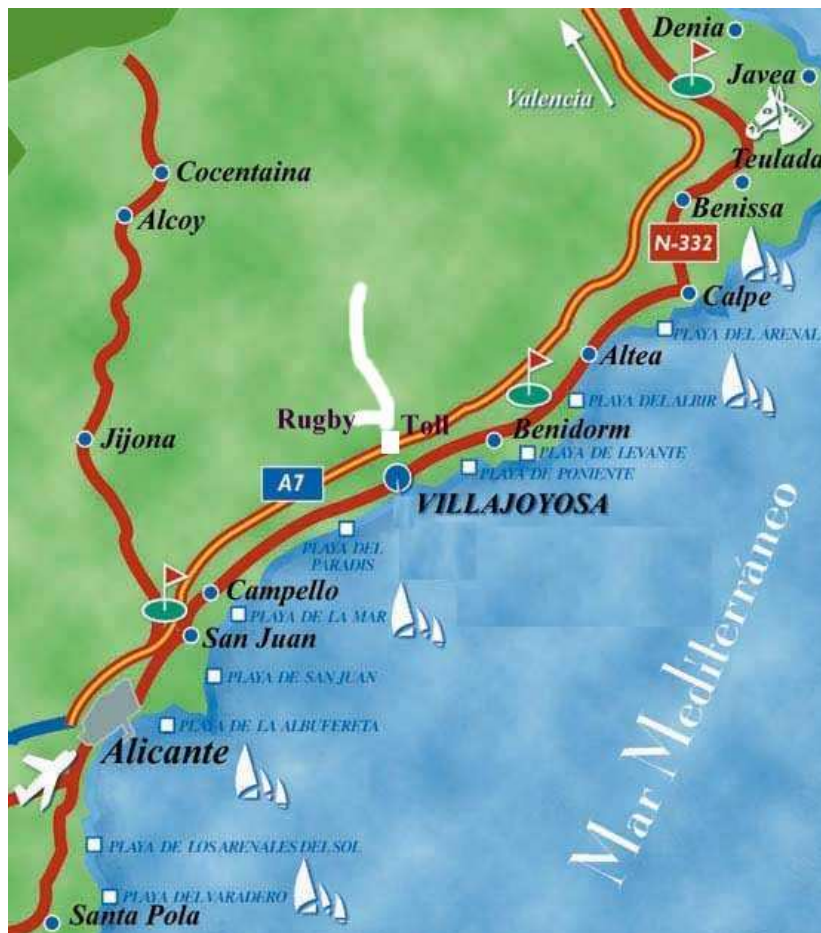 Denia
Javea
Valencia
Teulada
Cocentaina
Benissa
Alcoy
N-332
Calpe
PLAYA DEL ARENAL
Altea
PLAYA DEL ALBIR
Rugby
Toll
Benidorm
Jijona
PLAYA DE LEVANTE
PLAYA DE PONIENTE
A7
VILLAJOYOSA
PLAYA DEL
PARADIS
Campello
PLAYA DE LA MAR
San Juan
PLAYA DE SAN JUAN
PLAYA DE LA ALBUFERETA
Alicante
Mar Mediterránco
PLAYA DE LOS ARENALES DEL SOL
PLAYA DEL VARADERO
Santa Pola